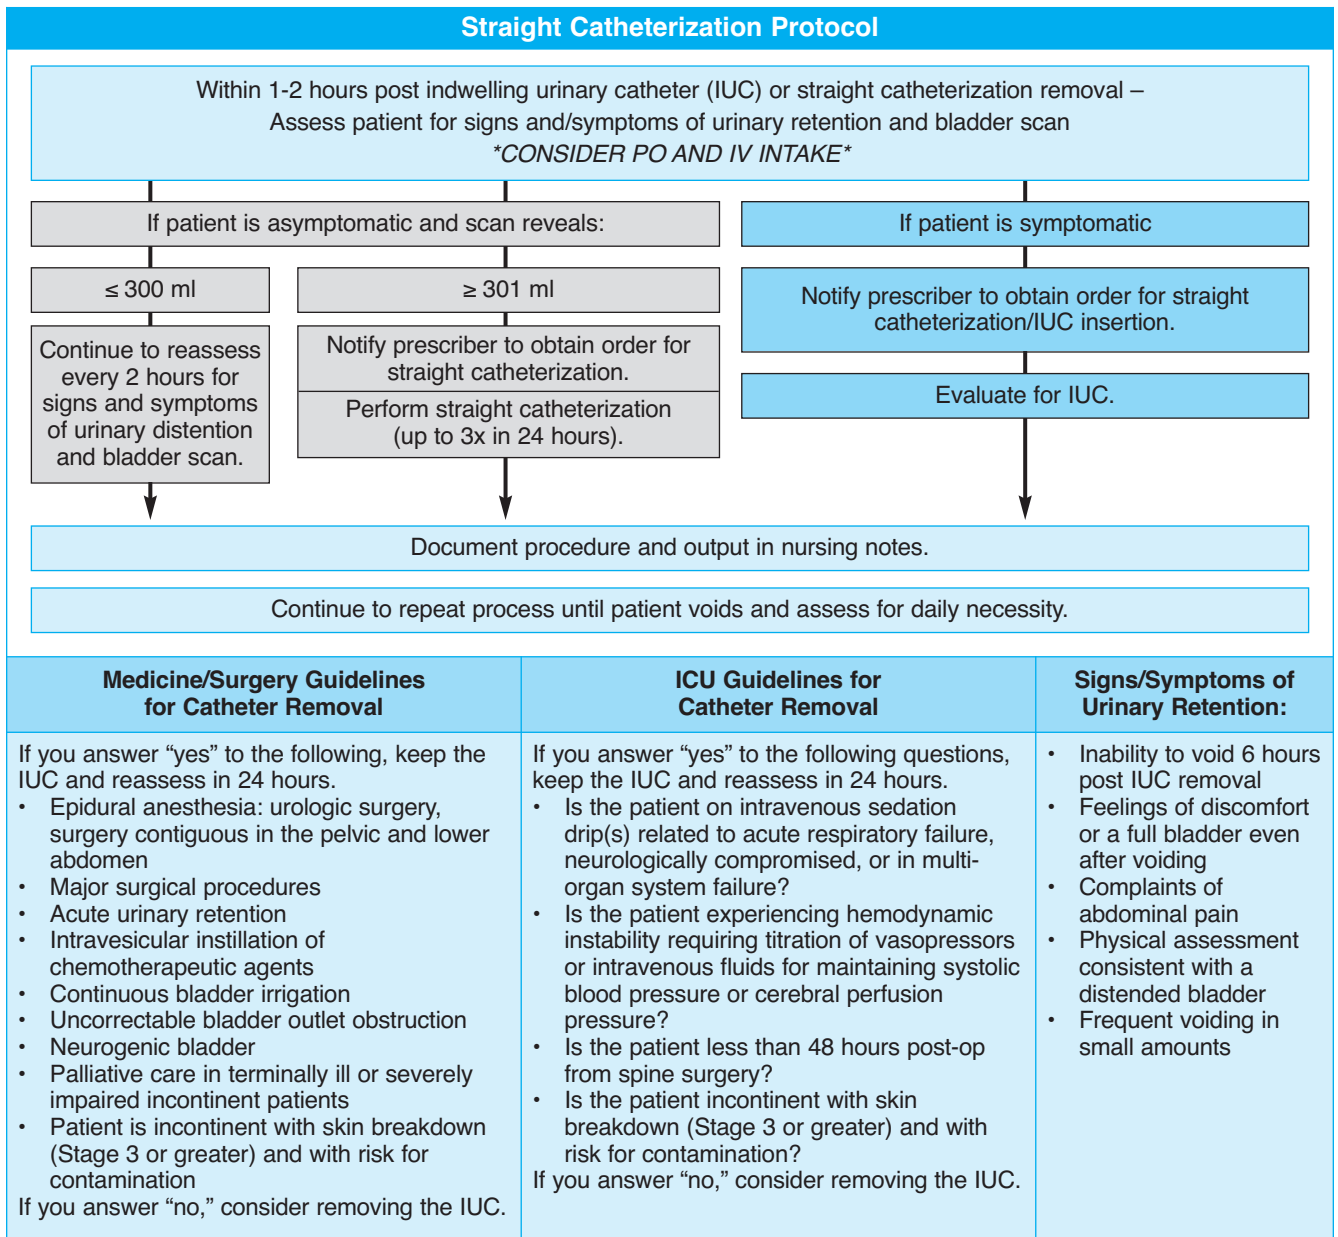 Straight Catheterization Protocol
Within 1-2 hours post indwelling urinary catheter (IUC) or straight catheterization removal –
Assess patient for signs and/symptoms of urinary retention and bladder scan
*CONSIDER PO AND IV INTAKE*
If patient is asymptomatic and scan reveals:
≤ 300 ml
Continue to reassess
every 2 hours for
signs and symptoms
of urinary distention
and bladder scan.
≥ 301 ml
Notify prescriber to obtain order for
straight catheterization.
Perform straight catheterization
(up to 3x in 24 hours).
If patient is symptomatic
Notify prescriber to obtain order for straight
catheterization/IUC insertion.
Evaluate for IUC.
Document procedure and output in nursing notes.
Continue to repeat process until patient voids and assess for daily necessity.
Medicine/Surgery Guidelines
for Catheter Removal
If you answer “yes” to the following, keep the
IUC and reassess in 24 hours.
• Epidural anesthesia: urologic surgery,
surgery contiguous in the pelvic and lower
abdomen
• Major surgical procedures
• Acute urinary retention
• Intravesicular instillation of
chemotherapeutic agents
• Continuous bladder irrigation
• Uncorrectable bladder outlet obstruction
• Neurogenic bladder
• Palliative care in terminally ill or severely
impaired incontinent patients
• Patient is incontinent with skin breakdown
(Stage 3 or greater) and with risk for
contamination
If you answer “no,” consider removing the IUC.
ICU Guidelines for
Catheter Removal
If you answer “yes” to the following questions,
keep the IUC and reassess in 24 hours.
• Is the patient on intravenous sedation
drip(s) related to acute respiratory failure,
neurologically compromised, or in multi-
organ system failure?
• Is the patient experiencing hemodynamic
instability requiring titration of vasopressors
or intravenous fluids for maintaining systolic
blood pressure or cerebral perfusion
pressure?
• Is the patient less than 48 hours post-op
from spine surgery?
• Is the patient incontinent with skin
breakdown (Stage 3 or greater) and with
risk for contamination?
If you answer “no,” consider removing the IUC.
Signs/Symptoms of
Urinary Retention:
• Inability to void 6 hours
post IUC removal
• Feelings of discomfort
or a full bladder even
after voiding
• Complaints of
abdominal pain
• Physical assessment
consistent with a
distended bladder
• Frequent voiding in
small amounts